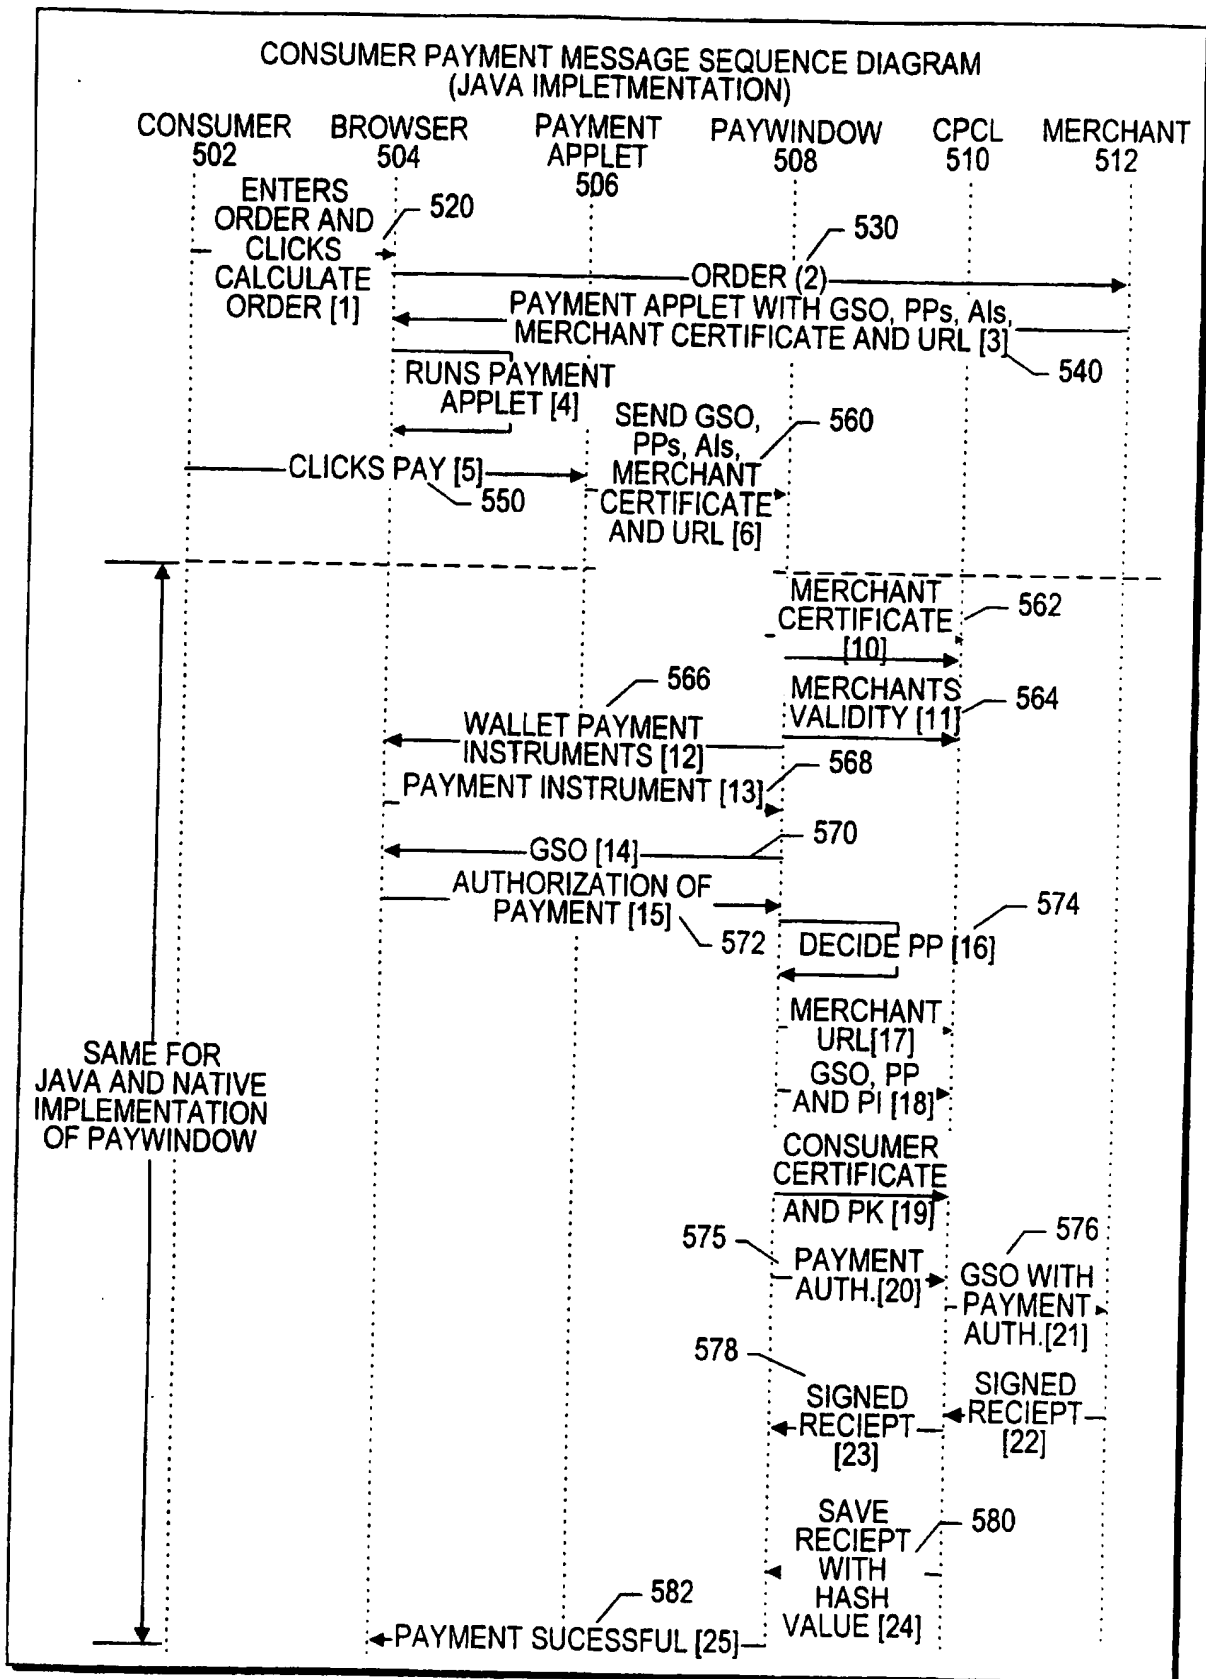 CONSUMER PAYMENT MESSAGE SEQUENCE DIAGRAM
(JAVA IMPLETMENTATION)
CONSUMER
502
BROWSER
504
PAYMENT
APPLET
506
PAYWINDOW
508
CPCL
510
MERCHANT
512
ENTERS
ORDER AND
CLICKS
CALCULATE
ORDER [1]
520
530
ORDER (2)
PAYMENT APPLET WITH GSO, PPs, AIs,
MERCHANT CERTIFICATE AND URL [3]
540
RUNS PAYMENT
APPLET [4]
CLICKS PAY [5]
550
SEND GSO,
PPs, AIs,
MERCHANT
CERTIFICATE
AND URL [6]
560
MERCHANT
CERTIFICATE
[10]
562
MERCHANTS
VALIDITY [11]
564
566
WALLET PAYMENT
INSTRUMENTS [12]
568
PAYMENT INSTRUMENT [13]
570
GSO [14]
AUTHORIZATION OF
PAYMENT [15]
572
574
DECIDE PP [16]
MERCHANT
URL[17]
GSO, PP
AND PI [18]
SAME FOR
JAVA AND NATIVE
IMPLEMENTATION
OF PAYWINDOW
CONSUMER
CERTIFICATE
AND PK [19]
575
PAYMENT
AUTH.[20]
576
GSO WITH
PAYMENT
AUTH.[21]
578
SIGNED
RECIEPT
[23]
SIGNED
RECIEPT
[22]
SAVE
RECIEPT
WITH
HASH
VALUE [24]
580
582
PAYMENT SUCESSFUL [25]